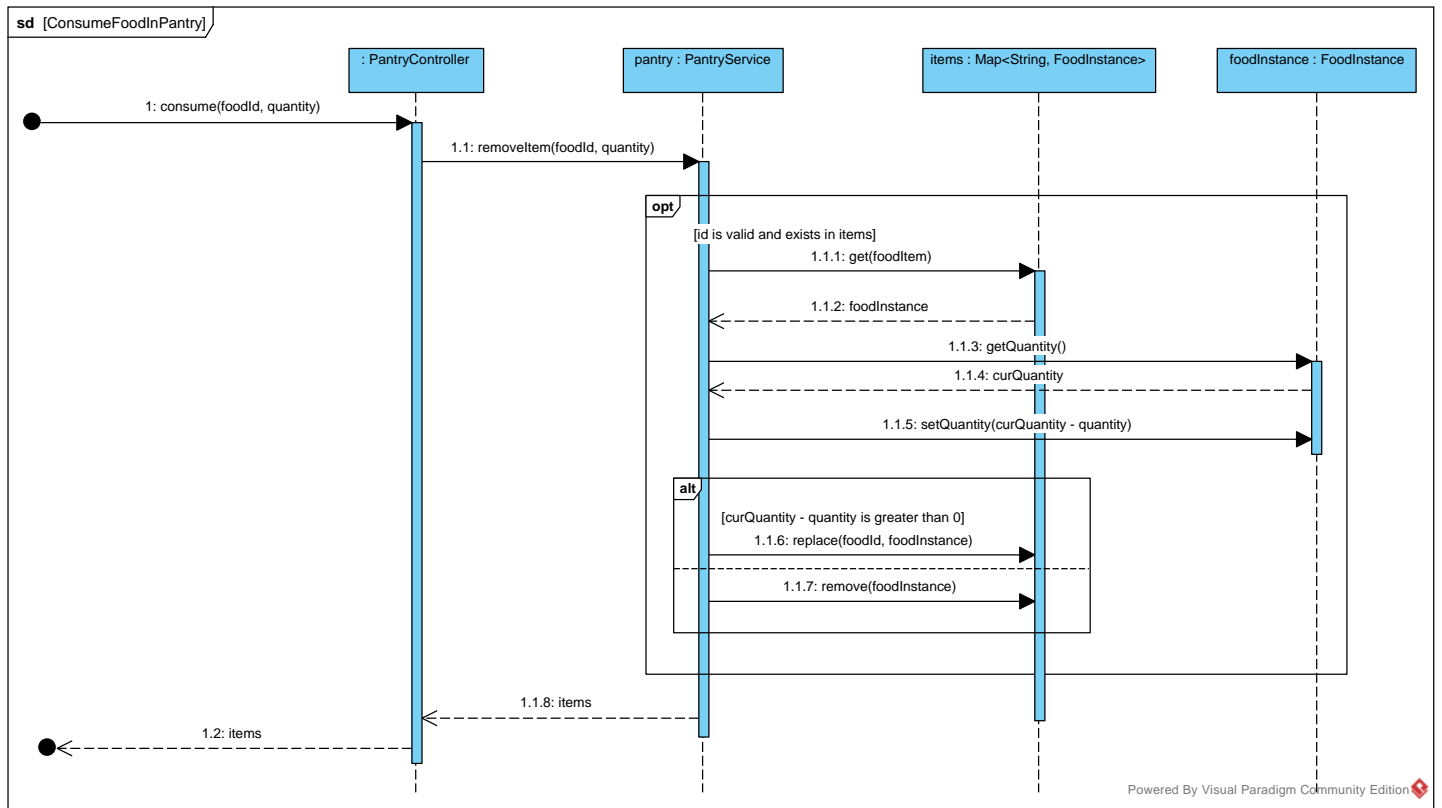 sd [ConsumeFoodInPantry]
: PantryController
pantry : PantryService
items : Map<String, FoodInstance>
foodInstance : FoodInstance
1: consume(foodId, quantity)
1.1: removeItem(foodId, quantity)
opt
[id is valid and exists in items]
1.1.1: get(foodItem)
1.1.2: foodInstance
1.1.3: getQuantity()
1.1.4: curQuantity
1.1.5: setQuantity(curQuantity - quantity)
alt
[curQuantity - quantity is greater than 0]
1.1.6: replace(foodId, foodInstance)
1.1.7: remove(foodInstance)
1.1.8: items
1.2: items
Powered By Visual Paradigm Community Edition